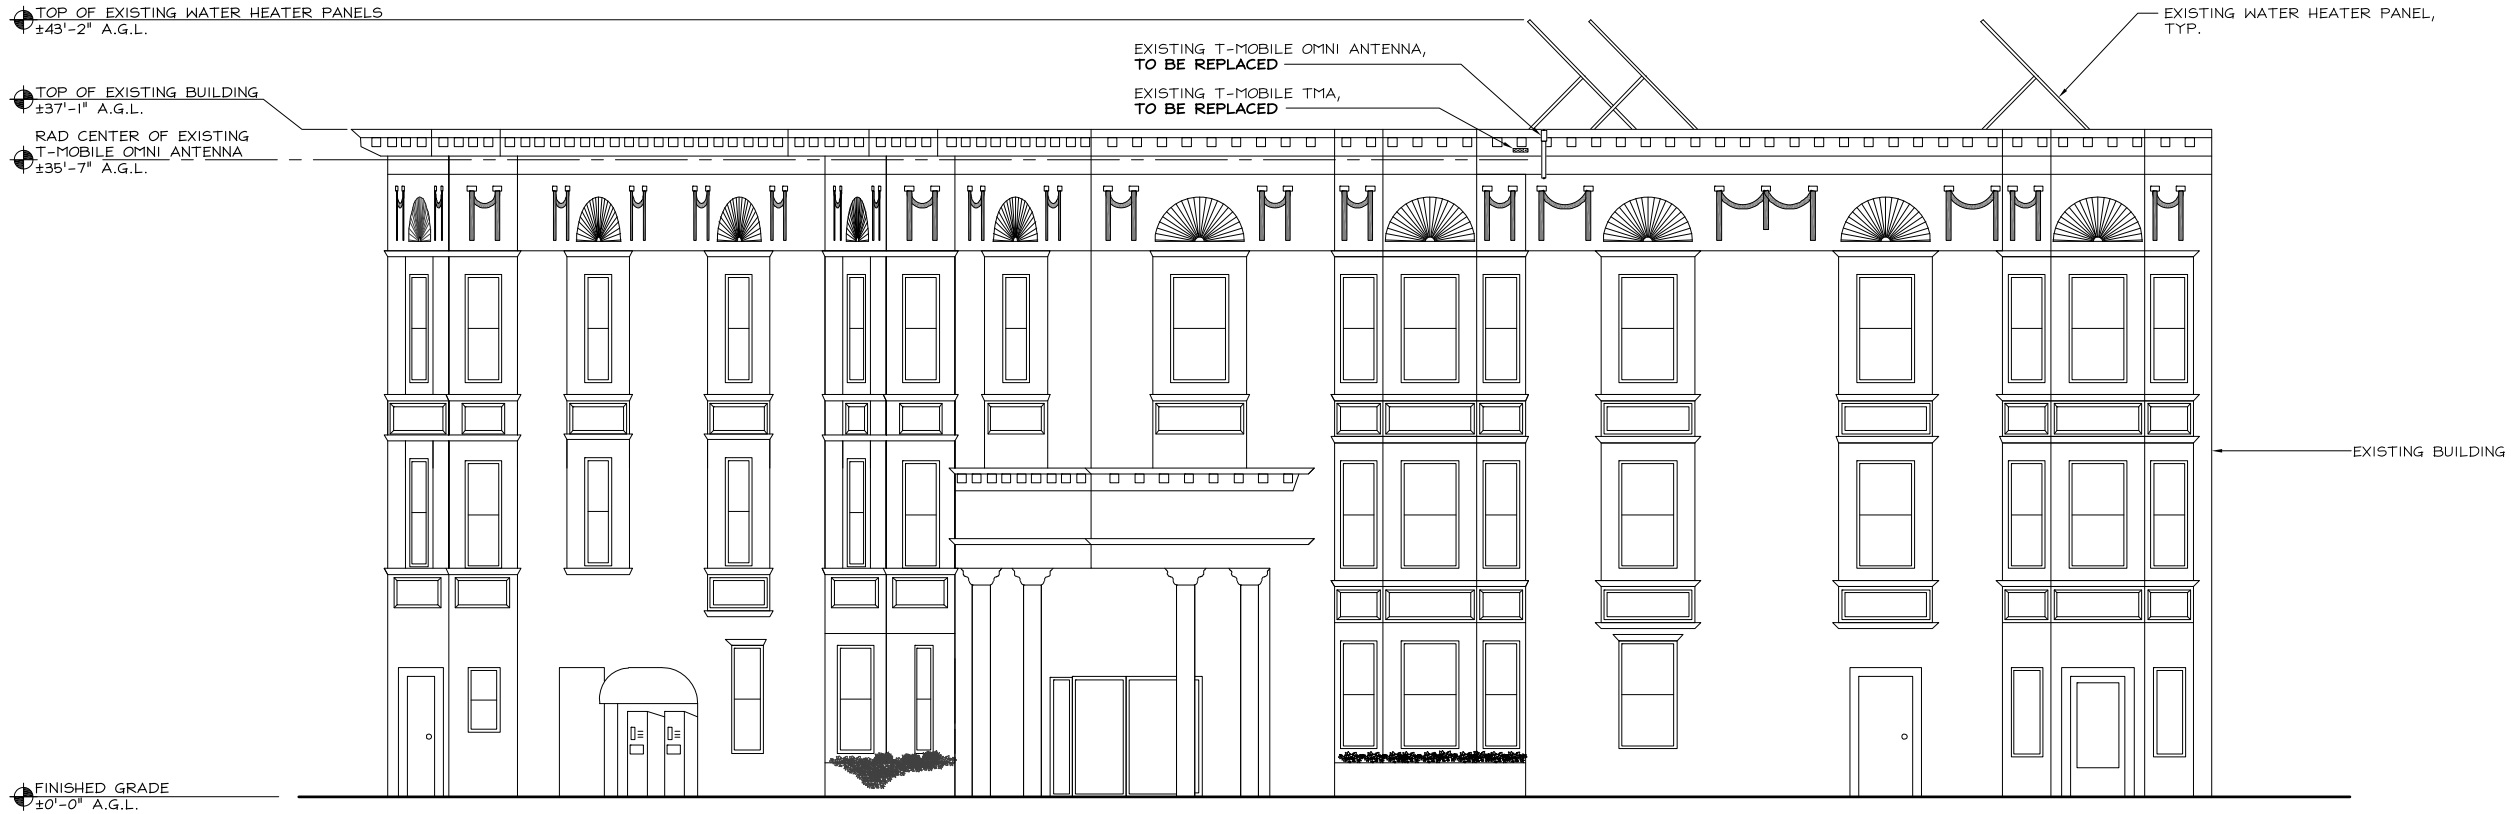 TOP OF EXISTING WATER HEATER PANELS
±43'-2" A.G.L.
EXISTING WATER HEATER PANEL,
TYP.
EXISTING T-MOBILE OMNI ANTENNA,
TO BE REPLACED
TOP OF EXISTING BUILDING
±37'-1" A.G.L.
EXISTING T-MOBILE TMA,
TO BE REPLACED
RAD CENTER OF EXISTING
T-MOBILE OMNI ANTENNA
±35'-7" A.G.L.
EXISTING BUILDING
FINISHED GRADE
±0'-0" A.G.L.